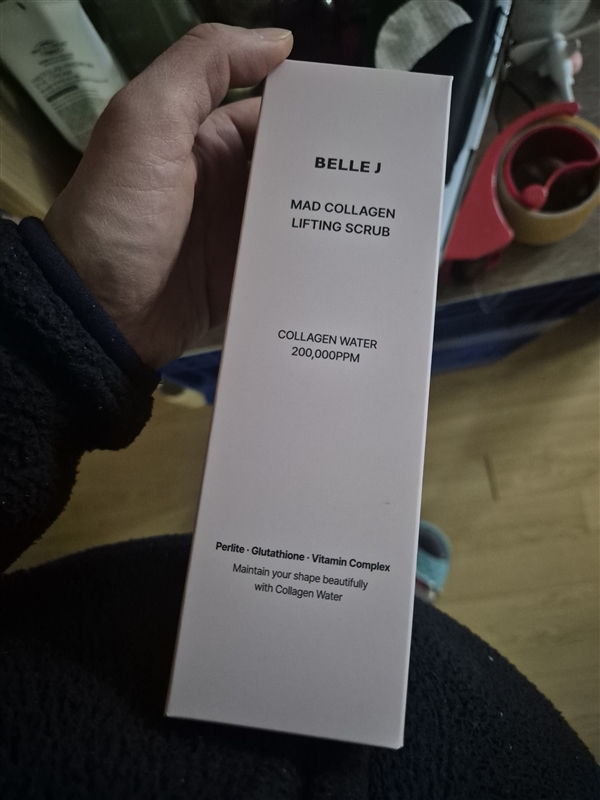 BELLE J
MAD COLLAGEN
LIFTING SCRUB
COLLAGEN WATER
200,000PPM
Perlite · Glutathione · Vitamin Complex
Maintain your shape beautifully
with Collagen Water